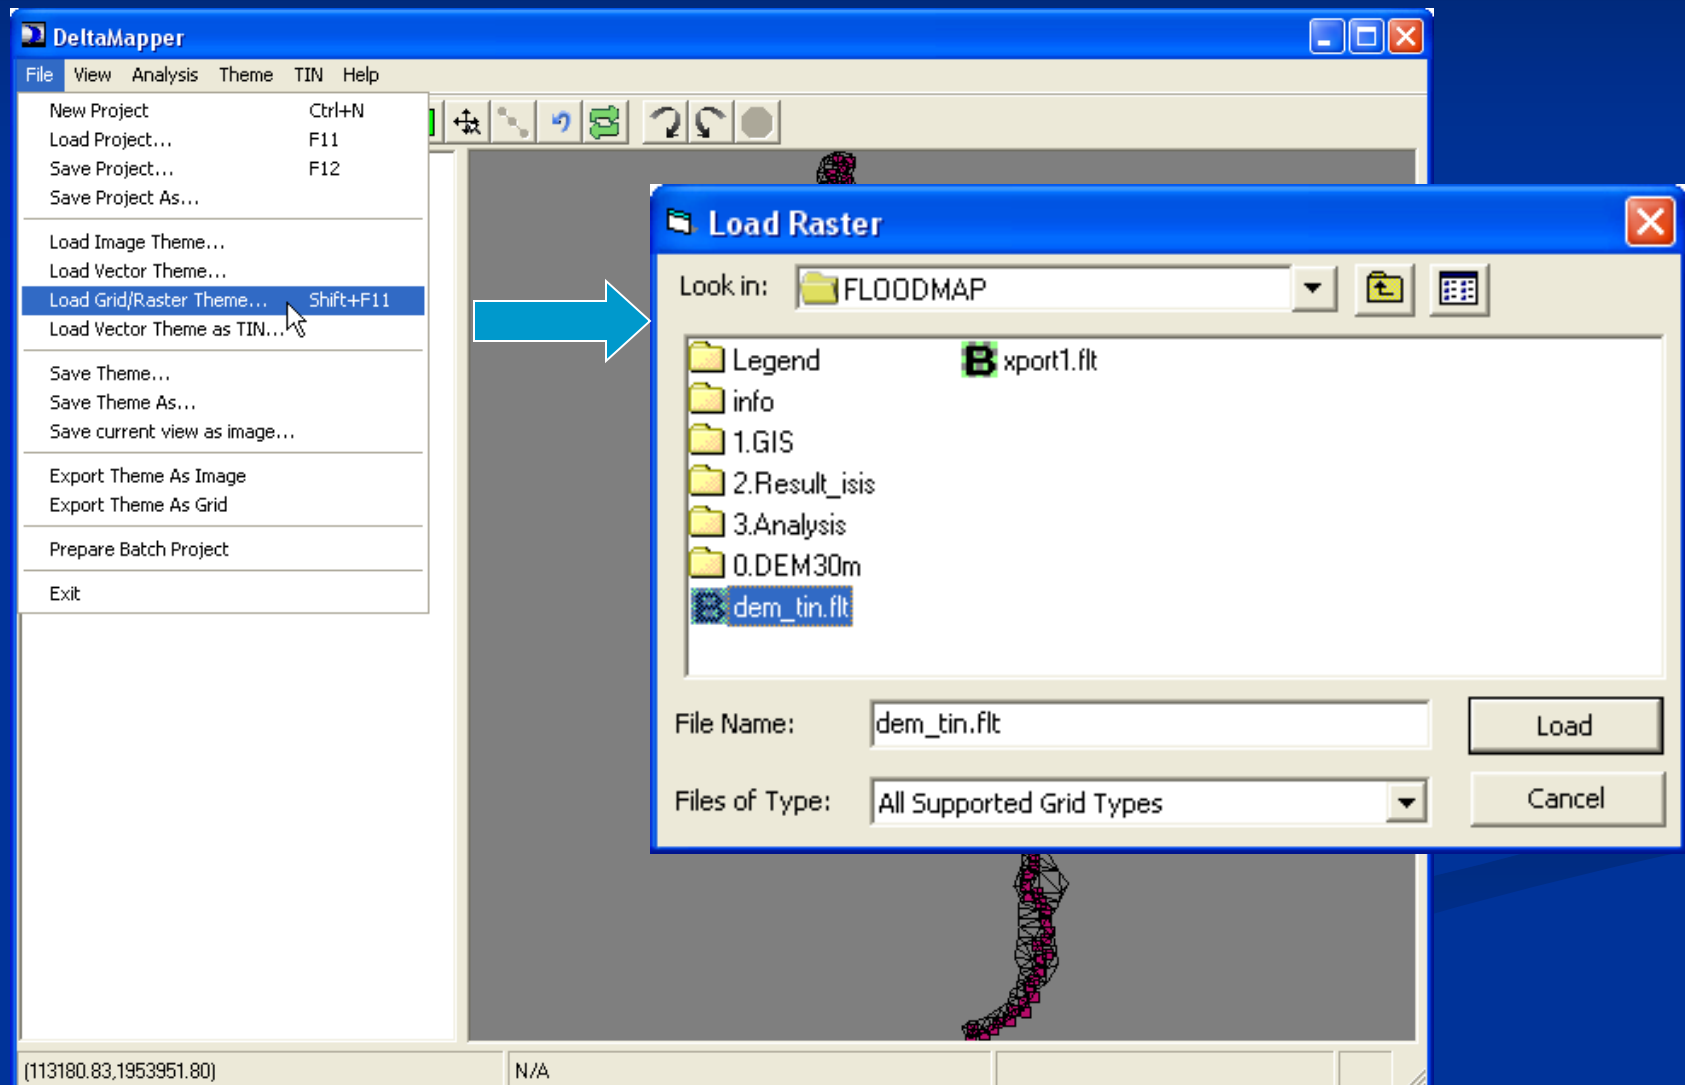 DeltaMapper
File View Analysis Theme TIN Help
New Project Ctrl+N
Load Project... F11
Save Project... F12
Save Project As...
Load Image Theme...
Load Vector Theme...
Load Grid/Raster Theme... Shift+F11
Load Vector Theme as TIN...
Save Theme...
Save Theme As...
Save current view as image...
Export Theme As Image
Export Theme As Grid
Prepare Batch Project
Exit
Load Raster
Look in: FLOODMAP
Legend xport1.flt
info
1.GIS
2.Result_isis
3.Analysis
0.DEM30m
dem_tin.flt
File Name: dem_tin.flt Load
Files of Type: All Supported Grid Types Cancel
(113180.83,1953951.80) N/A